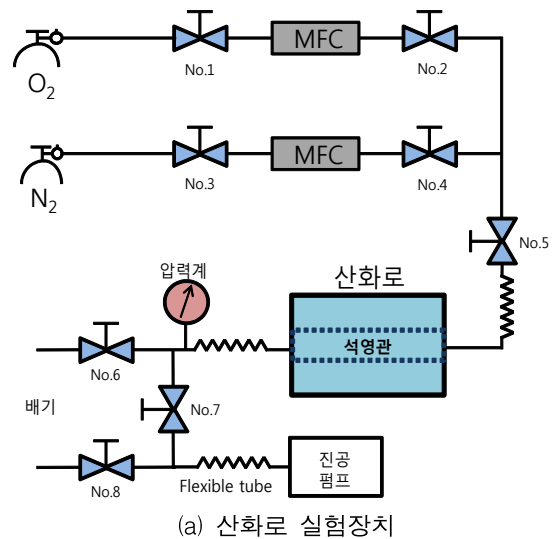 O2
No.1
MFC
No.2
N2
No.3
MFC
No.4
No.5
압력계
산화로
석영관
No.6
배기
No.7
No.8
Flexible tube
진공
펌프
(a) 산화로 실험장치